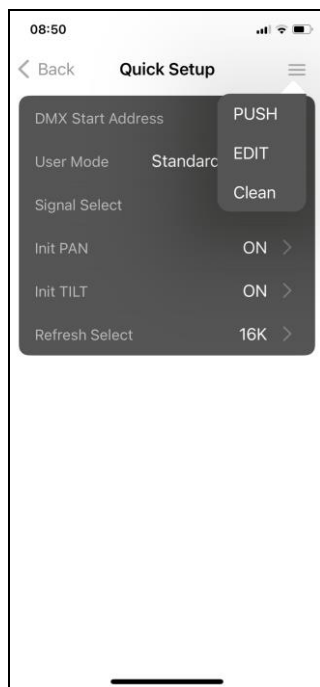 08:50
Back Quick Setup
DMX Start Address
PUSH
User Mode Standard
EDIT
Signal Select
Clean
Init PAN ON
Init TILT ON
Refresh Select 16K